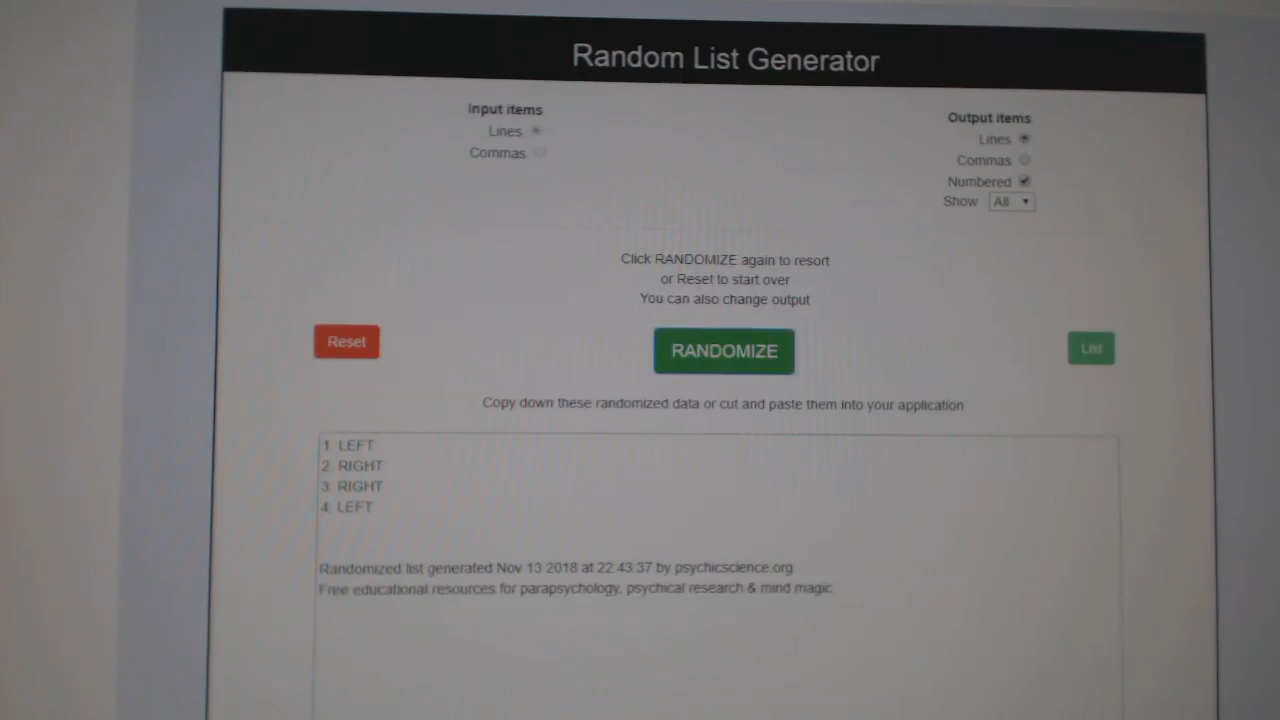 Random List Generator
Input items
Lines
Commas
Output items
Lines
Commas
Numbered
Show All
Click RANDOMIZE again to resort
or Reset to start over
You can also change output
Reset
RANDOMIZE
List
Copy down these randomized data or cut and paste them into your application
1. LEFT
2. RIGHT
3. RIGHT
4. LEFT
Randomized list generated Nov 13 2018 at 22:43:37 by psychicscience.org
Free educational resources for parapsychology, psychical research & mind magic